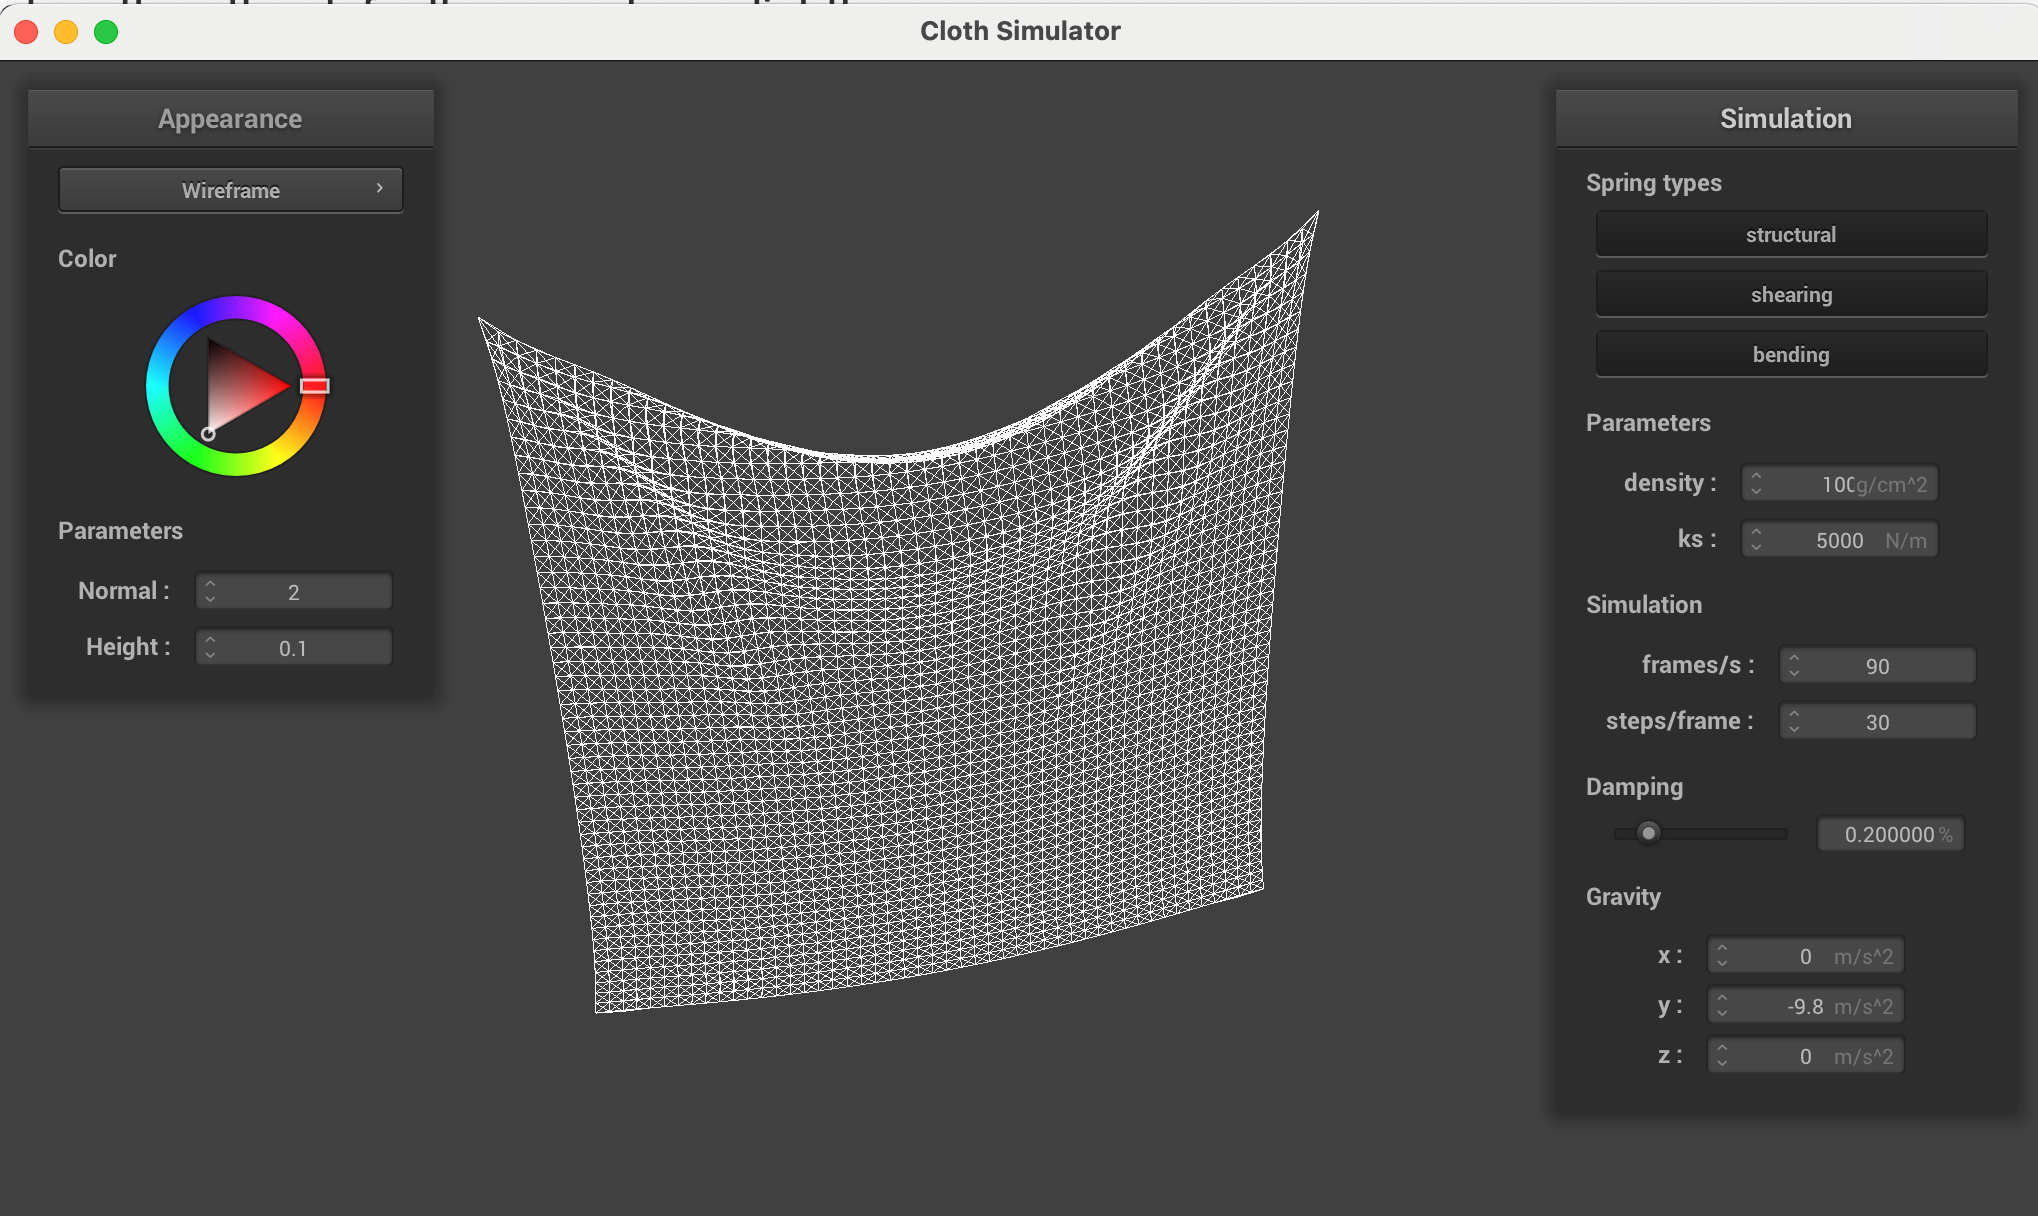 Cloth Simulator
Appearance
Wireframe
Color
Parameters
Normal : 2
Height : 0.1
Simulation
Spring types
structural
shearing
bending
Parameters
density : 100 g/cm^2
ks : 5000 N/m
Simulation
frames/s : 90
steps/frame : 30
Damping
0.200000 %
Gravity
x : 0 m/s^2
y : -9.8 m/s^2
z : 0 m/s^2